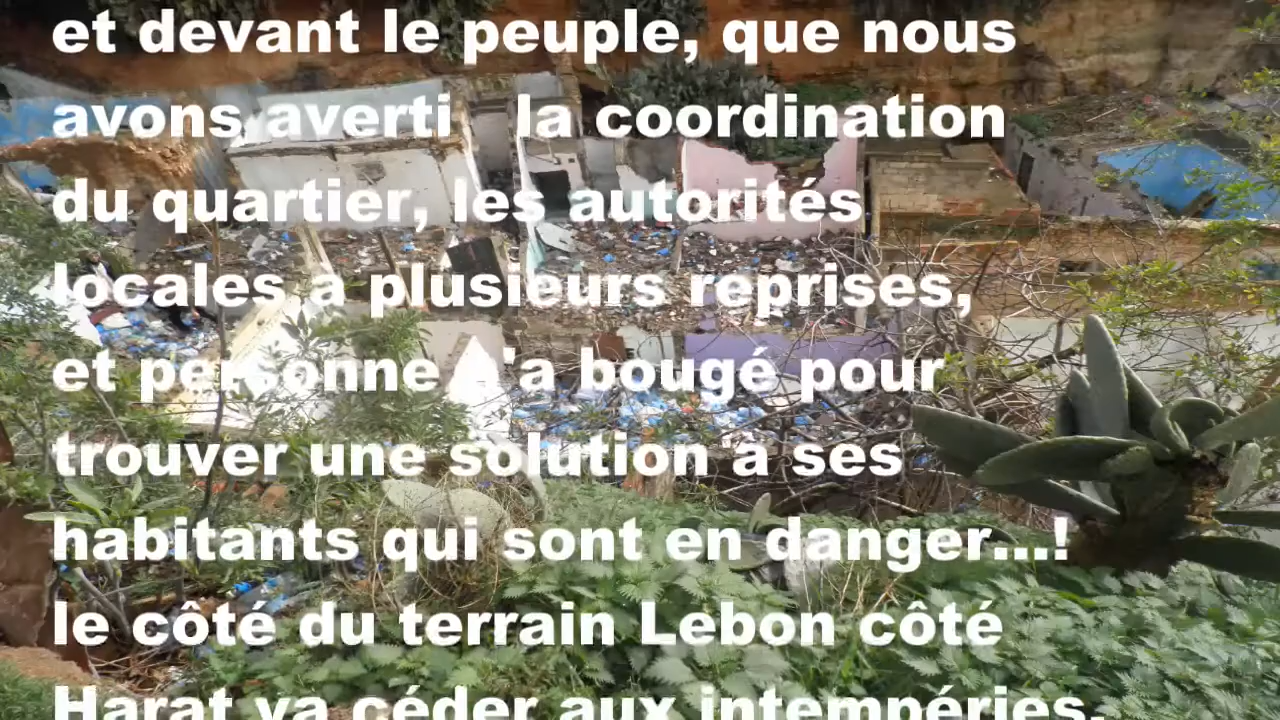 et devant le peuple, que nous
avons averti la coordination
du quartier, les autorités
locales a plusieurs reprises,
et personne n'a bougé pour
trouver une solution à ses
habitants qui sont en danger...!
le côté du terrain Lebon côté
Harat va céder aux intempéries,